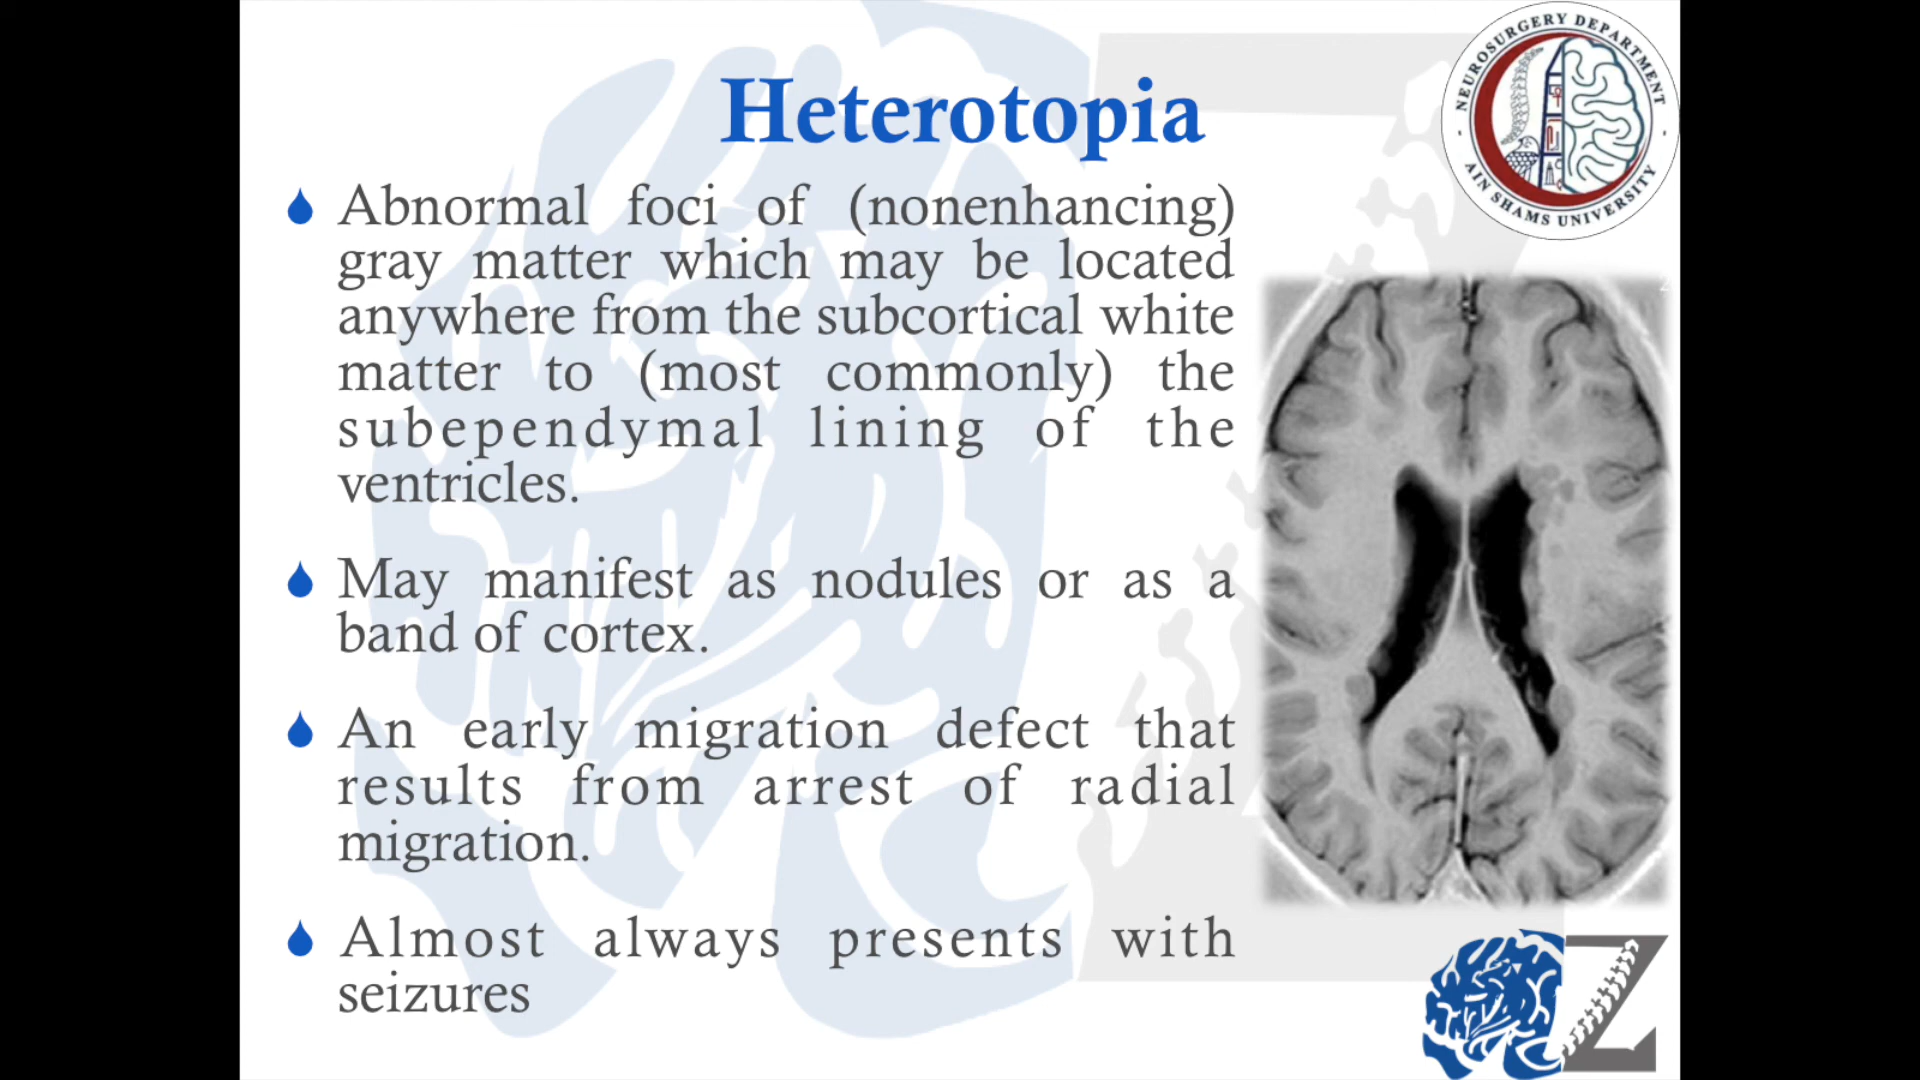 Heterotopia
NEUROSURGERY DEPARTMENT
AIN SHAMS UNIVERSITY
Abnormal foci of (nonenhancing)
gray matter which may be located
anywhere from the subcortical white
matter to (most commonly) the
subependymal lining of the
ventricles.
May manifest as nodules or as a
band of cortex.
An early migration defect that
results from arrest of radial
migration.
Almost always presents with
seizures
Z